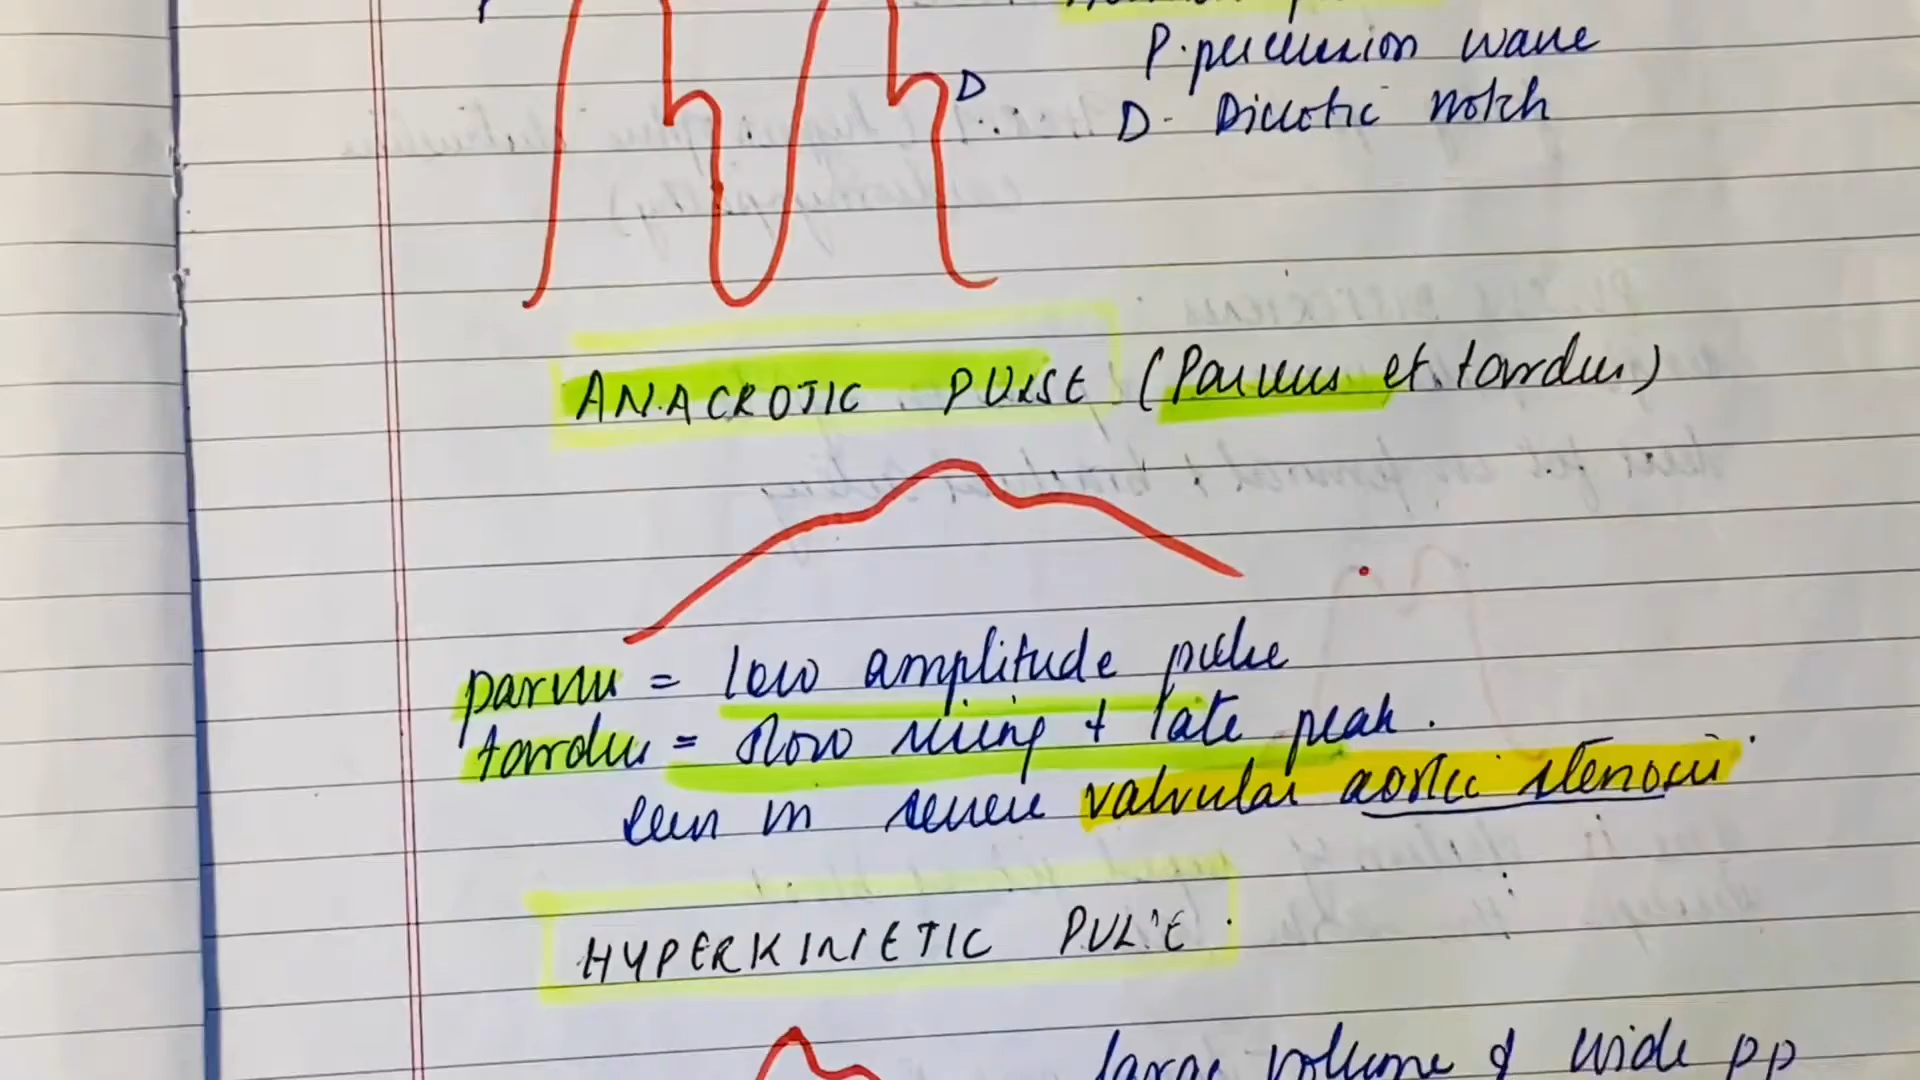 P. percussion wave
D
D - Dicrotic Notch
ANACROTIC PULSE (Parvus et. tardus)
parvus = low amplitude pulse
tardus = slow rising + late peak.
seen in severe valvular aortic stenosis.
HYPERKINETIC PULSE.
large volume & wide pp